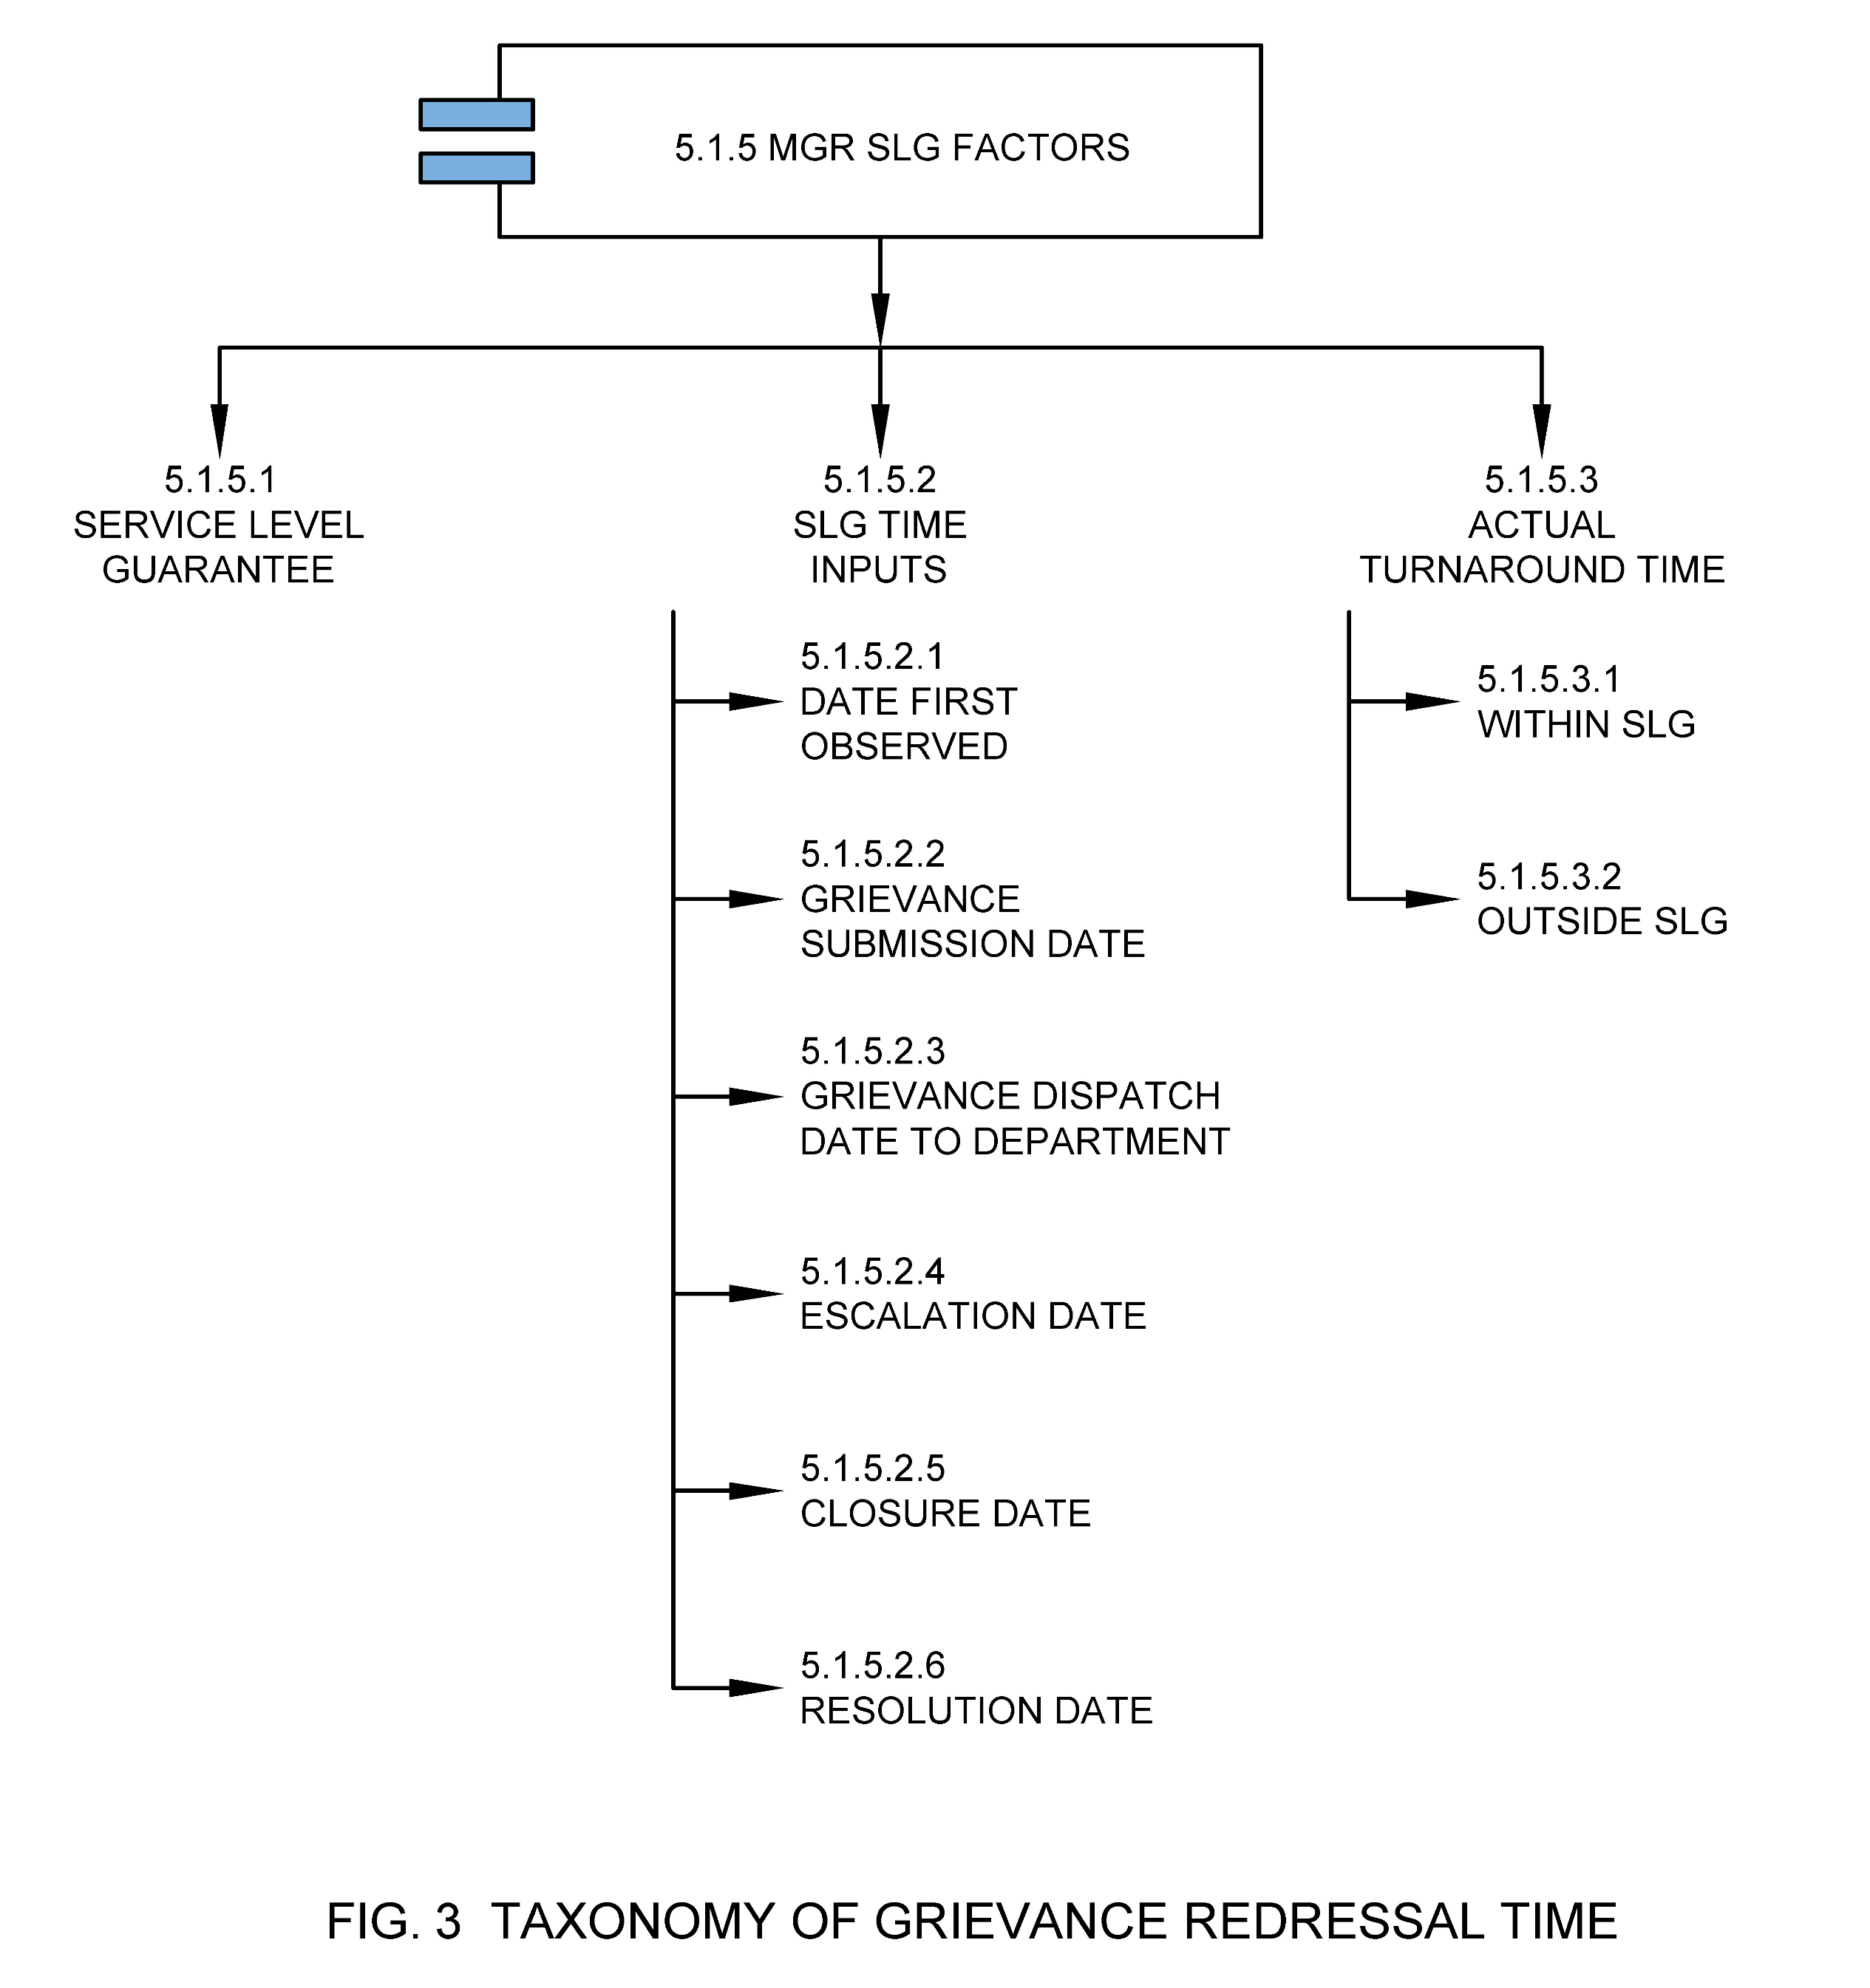 5.1.5 MGR SLG FACTORS
5.1.5.1
SERVICE LEVEL
GUARANTEE
5.1.5.2
SLG TIME
INPUTS
5.1.5.2.1
DATE FIRST
OBSERVED
5.1.5.2.2
GRIEVANCE
SUBMISSION DATE
5.1.5.2.3
GRIEVANCE DISPATCH
DATE TO DEPARTMENT
5.1.5.2.4
ESCALATION DATE
5.1.5.2.5
CLOSURE DATE
5.1.5.2.6
RESOLUTION DATE
5.1.5.3
ACTUAL
TURNAROUND TIME
5.1.5.3.1
WITHIN SLG
5.1.5.3.2
OUTSIDE SLG
FIG. 3 TAXONOMY OF GRIEVANCE REDRESSAL TIME